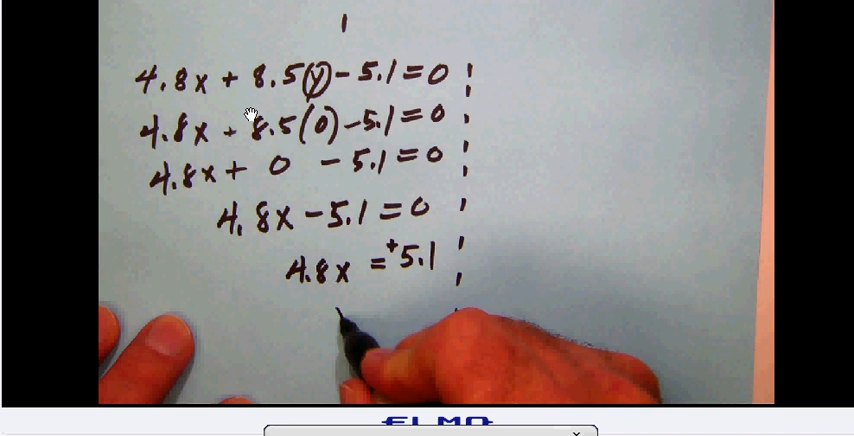 4.8x + 8.5(y) - 5.1 = 0
4.8x + 8.5(0) - 5.1 = 0
4.8x + 0 - 5.1 = 0
4.8x - 5.1 = 0
4.8x = +5.1
ELMO